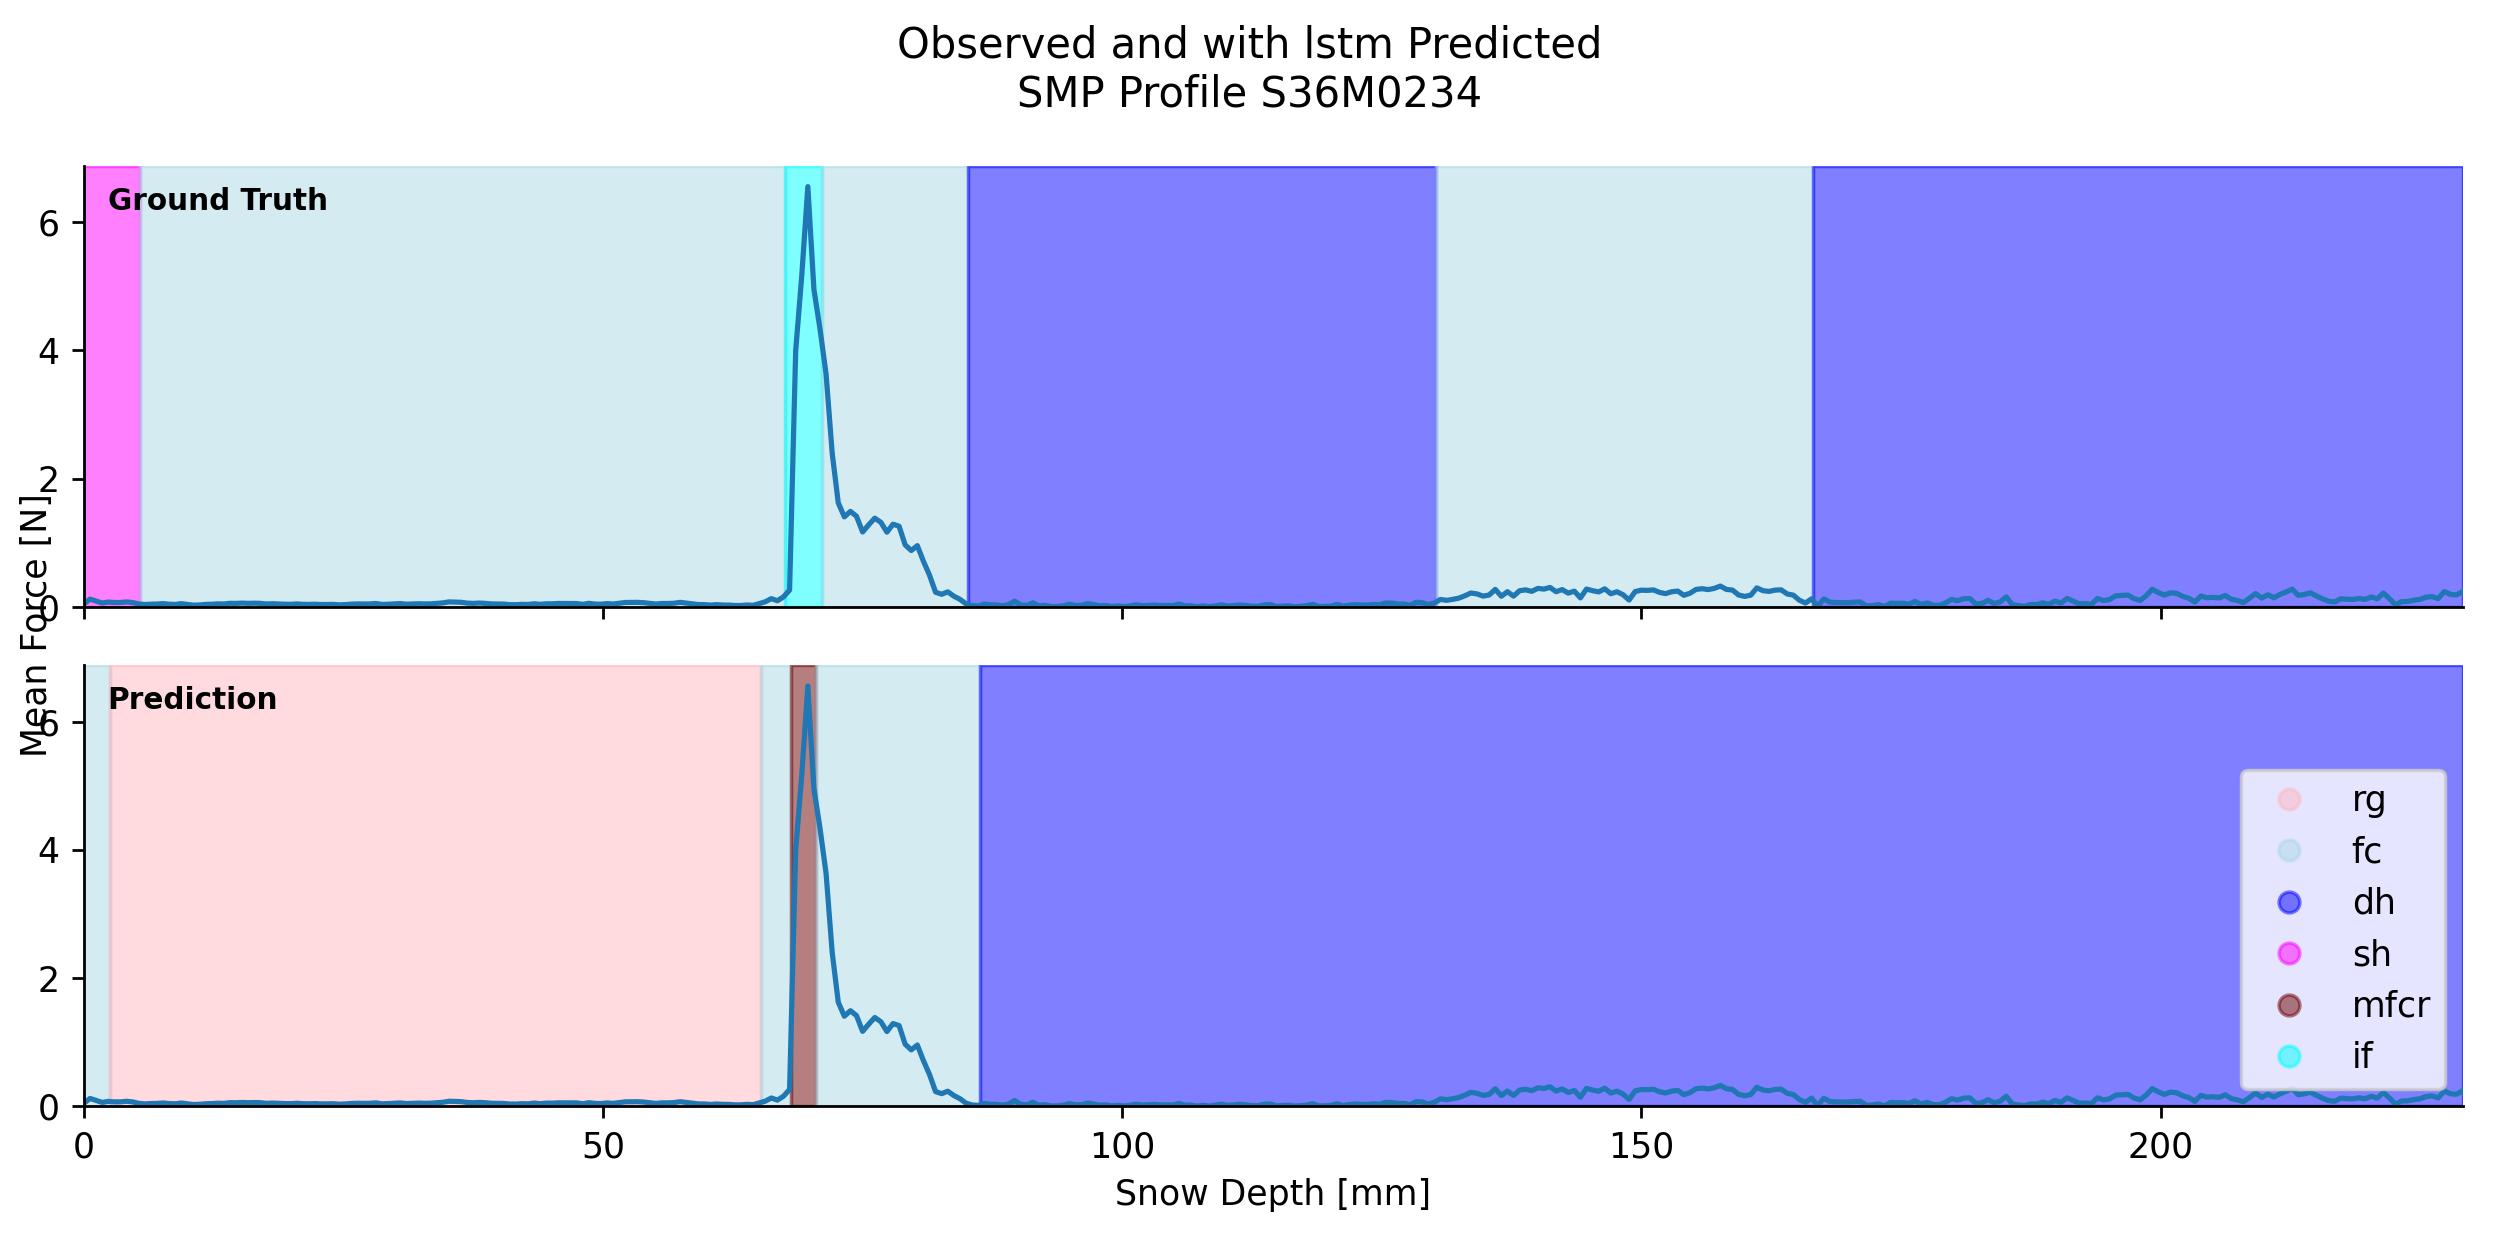 Observed and with lstm Predicted
SMP Profile S36M0234
Mean Force [N]
Ground Truth
6
4
2
0
Prediction
6
4
2
0
rg
fc
dh
sh
mfcr
if
0 50 100 150 200
Snow Depth [mm]